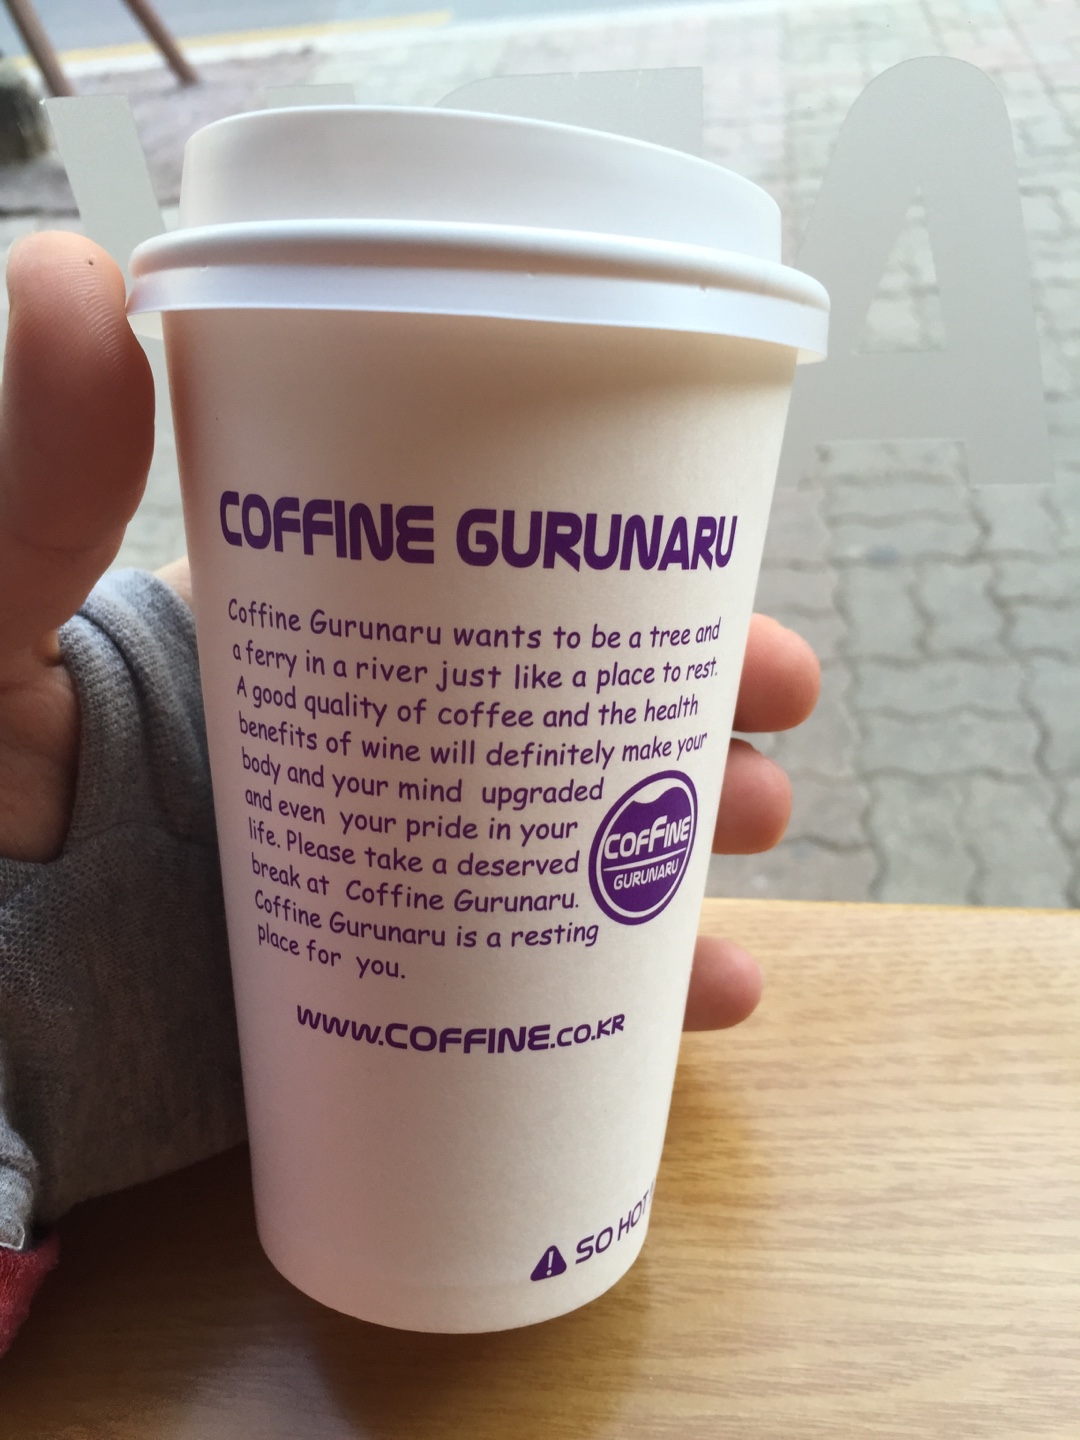 COFFINE GURUNARU
Coffine Gurunaru wants to be a tree and
a ferry in a river just like a place to rest.
A good quality of coffee and the health
benefits of wine will definitely make your
body and your mind upgraded
and even your pride in your
life. Please take a deserved
break at Coffine Gurunaru.
Coffine Gurunaru is a resting
place for you.
COFFINE
GURUNARU
WWW.COFFINE.CO.KR
SO HOT